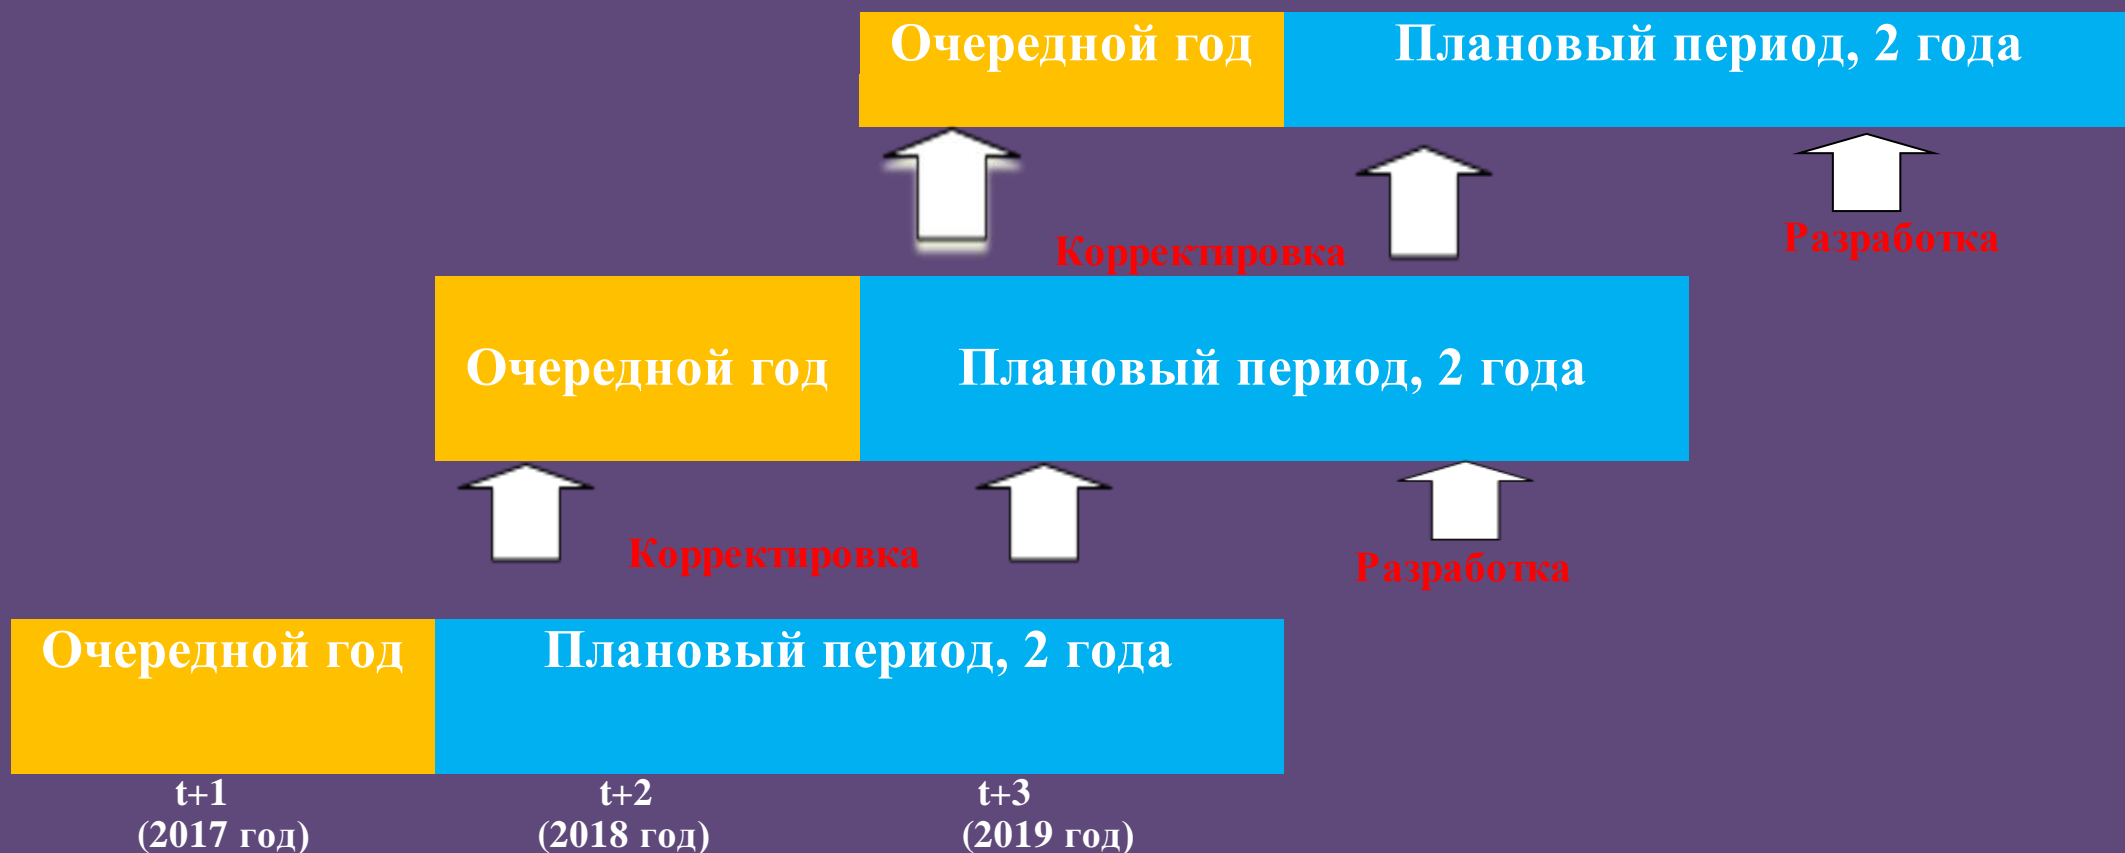 Очередной год
Плановый период, 2 года
Корректировка
Разработка
Очередной год
Плановый период, 2 года
Корректировка
Разработка
Очередной год
Плановый период, 2 года
t+1
(2017 год)
t+2
(2018 год)
t+3
(2019 год)